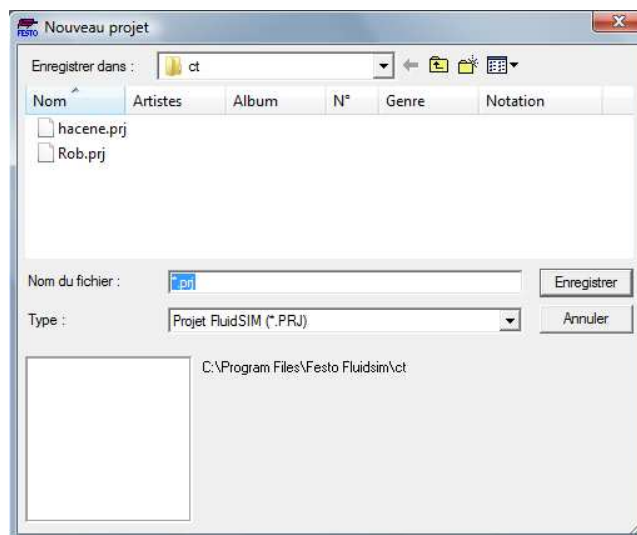 FESTO Nouveau projet
Enregistrer dans : ct
Nom Artistes Album N° Genre Notation
hacene.prj
Rob.prj
Nom du fichier : *.prj Enregistrer
Type : Projet FluidSIM (*.PRJ) Annuler
C:\Program Files\Festo Fluidsim\ct